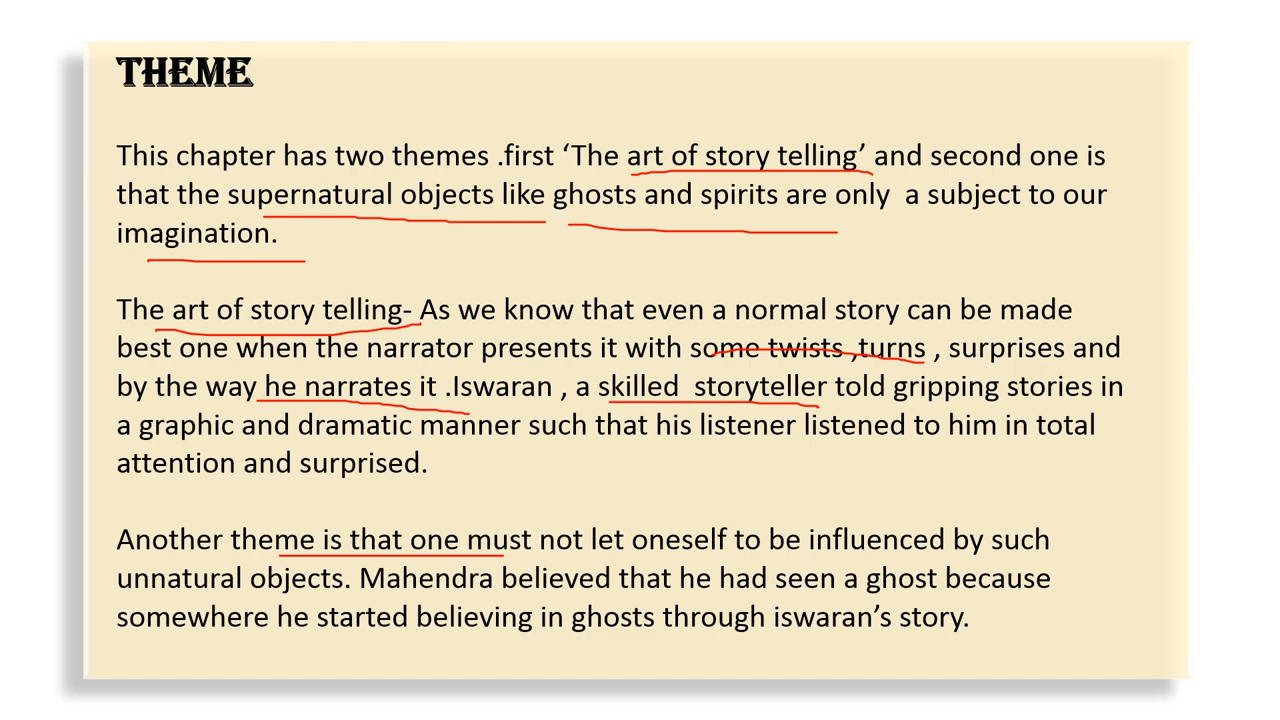 THEME
This chapter has two themes .first ‘The art of story telling’ and second one is
that the supernatural objects like ghosts and spirits are only  a subject to our
imagination.
The art of story telling- As we know that even a normal story can be made
best one when the narrator presents it with some twists ,turns , surprises and
by the way he narrates it .Iswaran , a skilled  storyteller told gripping stories in
a graphic and dramatic manner such that his listener listened to him in total
attention and surprised.
Another theme is that one must not let oneself to be influenced by such
unnatural objects. Mahendra believed that he had seen a ghost because
somewhere he started believing in ghosts through iswaran’s story.